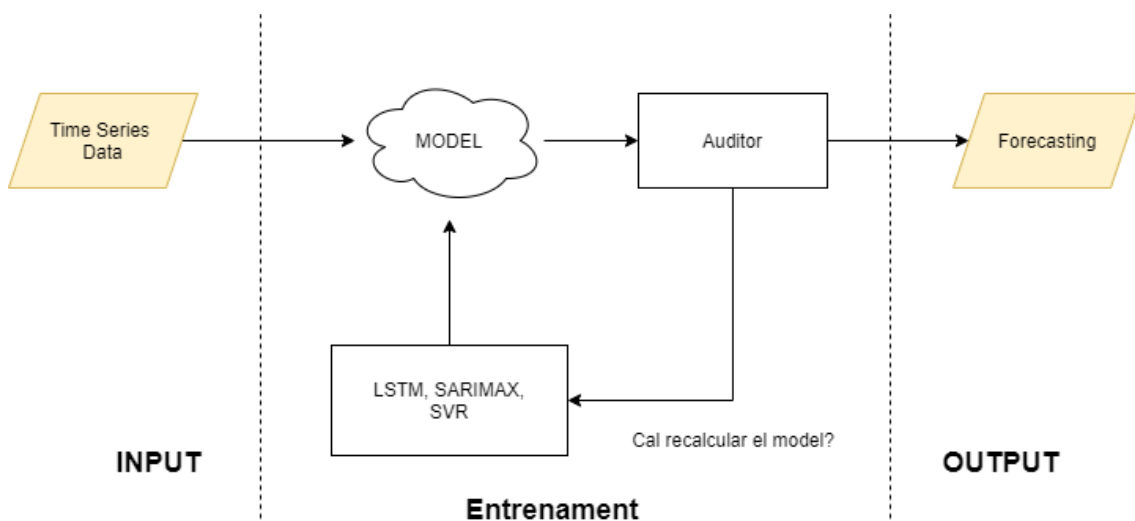 Time Series
Data
MODEL
Auditor
Forecasting
LSTM, SARIMAX,
SVR
Cal recalcular el model?
INPUT
OUTPUT
Entrenament